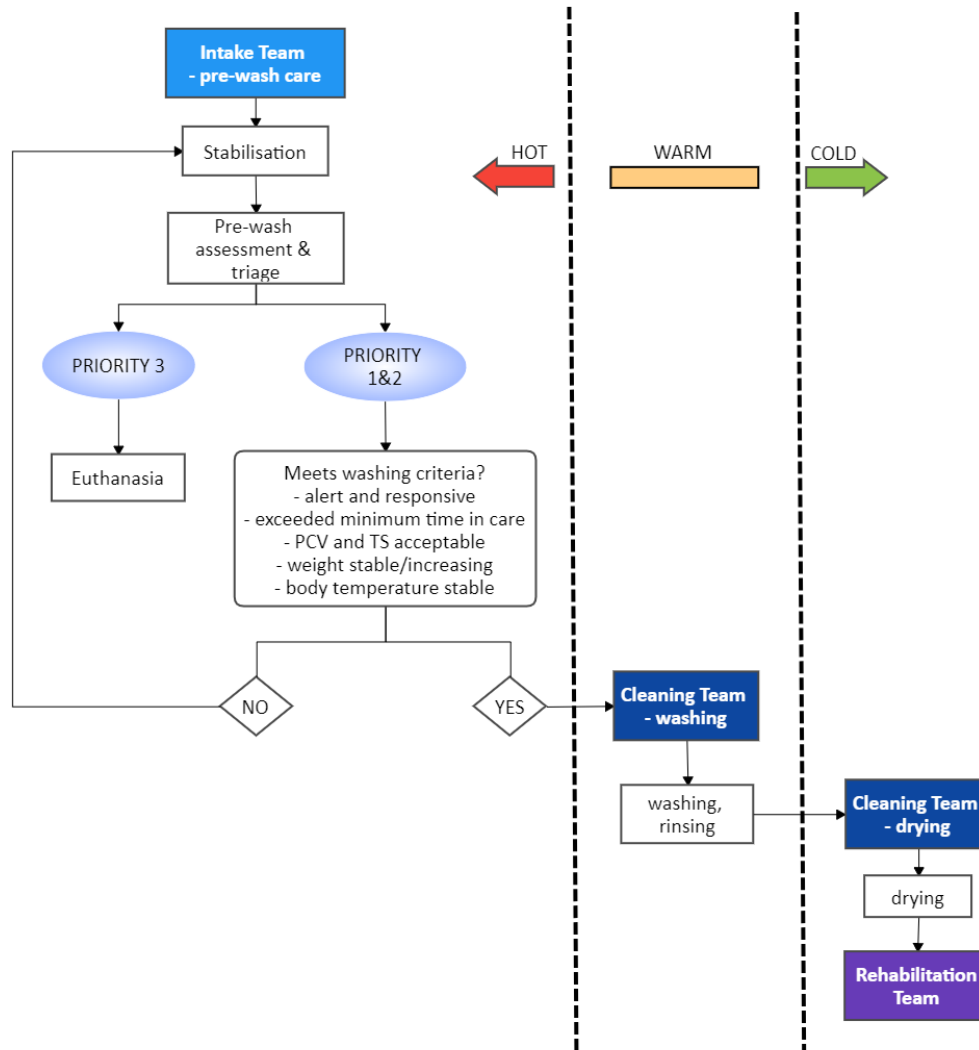 Intake Team
- pre-wash care
Stabilisation
HOT
WARM
COLD
Pre-wash
assessment &
triage
PRIORITY 3
PRIORITY
1&2
Euthanasia
Meets washing criteria?
- alert and responsive
- exceeded minimum time in care
- PCV and TS acceptable
- weight stable/increasing
- body temperature stable
NO
YES
Cleaning Team
- washing
washing,
rinsing
Cleaning Team
- drying
drying
Rehabilitation
Team